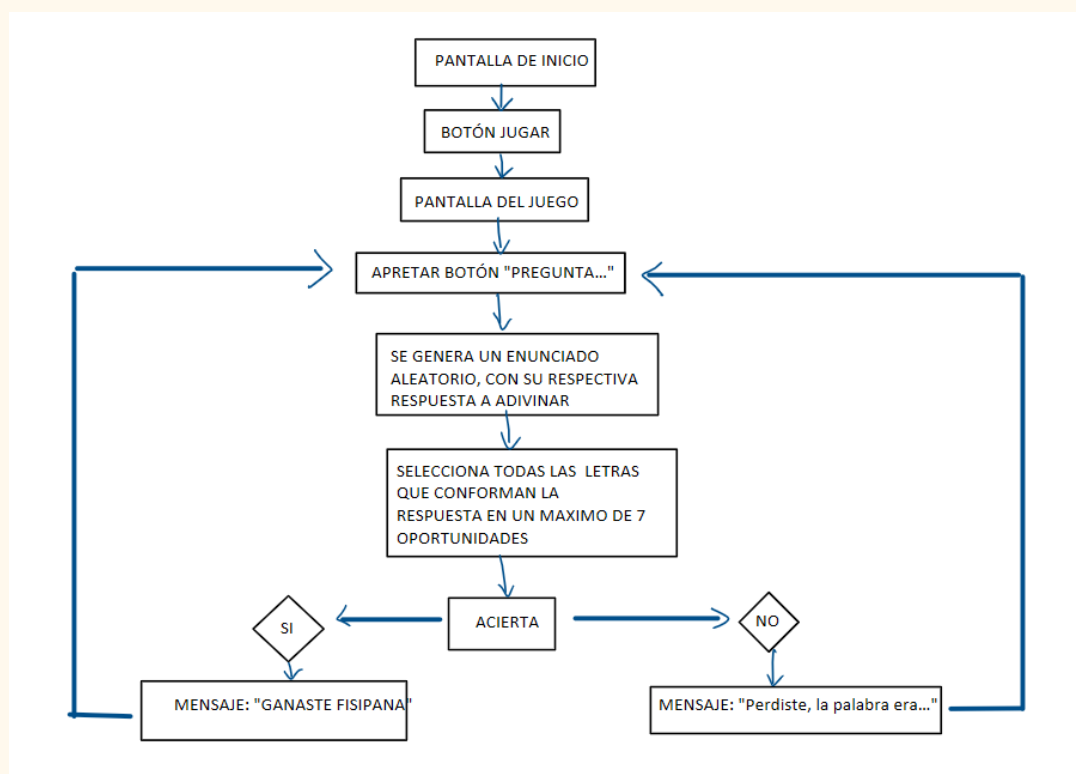 PANTALLA DE INICIO
BOTÓN JUGAR
PANTALLA DEL JUEGO
APRETAR BOTÓN "PREGUNTA..."
SE GENERA UN ENUNCIADO
ALEATORIO, CON SU RESPECTIVA
RESPUESTA A ADIVINAR
SELECCIONA TODAS LAS LETRAS
QUE CONFORMAN LA
RESPUESTA EN UN MAXIMO DE 7
OPORTUNIDADES
ACIERTA
SI
NO
MENSAJE: "GANASTE FISIPANA"
MENSAJE: "Perdiste, la palabra era..."